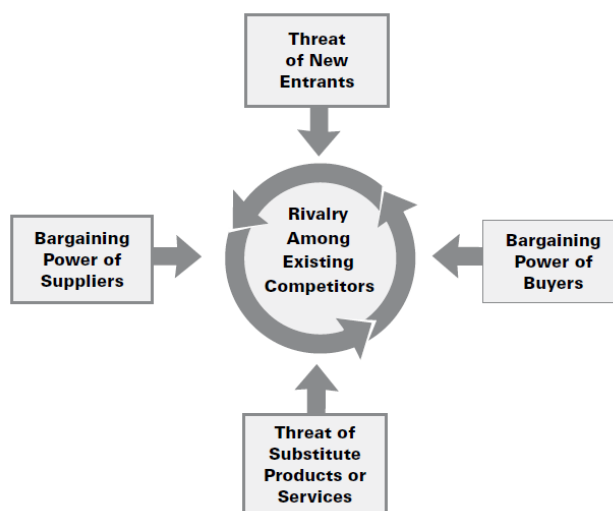 Threat
of New
Entrants
Bargaining
Power of
Suppliers
Rivalry
Among
Existing
Competitors
Bargaining
Power of
Buyers
Threat of
Substitute
Products or
Services